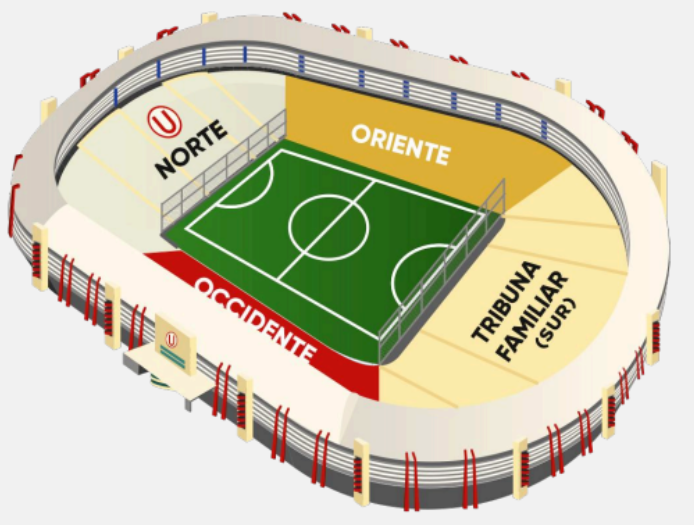 U
NORTE
ORIENTE
OCCIDENTE
TRIBUNA
FAMILIAR
(SUR)
U